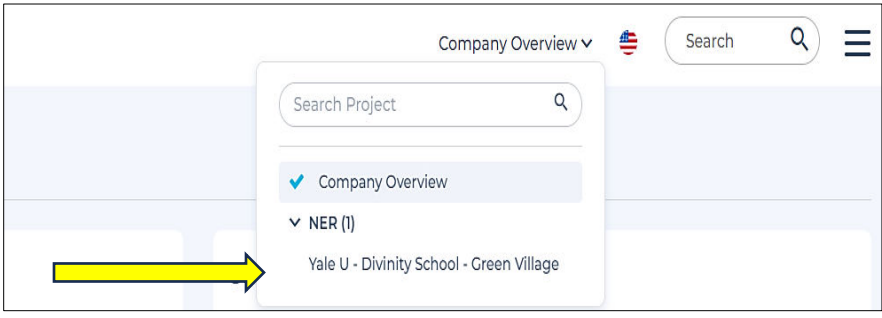 Company Overview
Search
Search Project
Company Overview
NER (1)
Yale U - Divinity School - Green Village